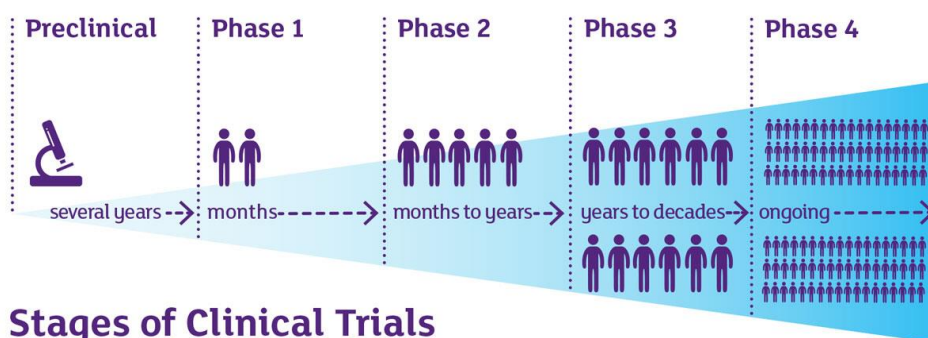 Preclinical Phase 1 Phase 2 Phase 3 Phase 4
several years months months to years years to decades ongoing
Stages of Clinical Trials